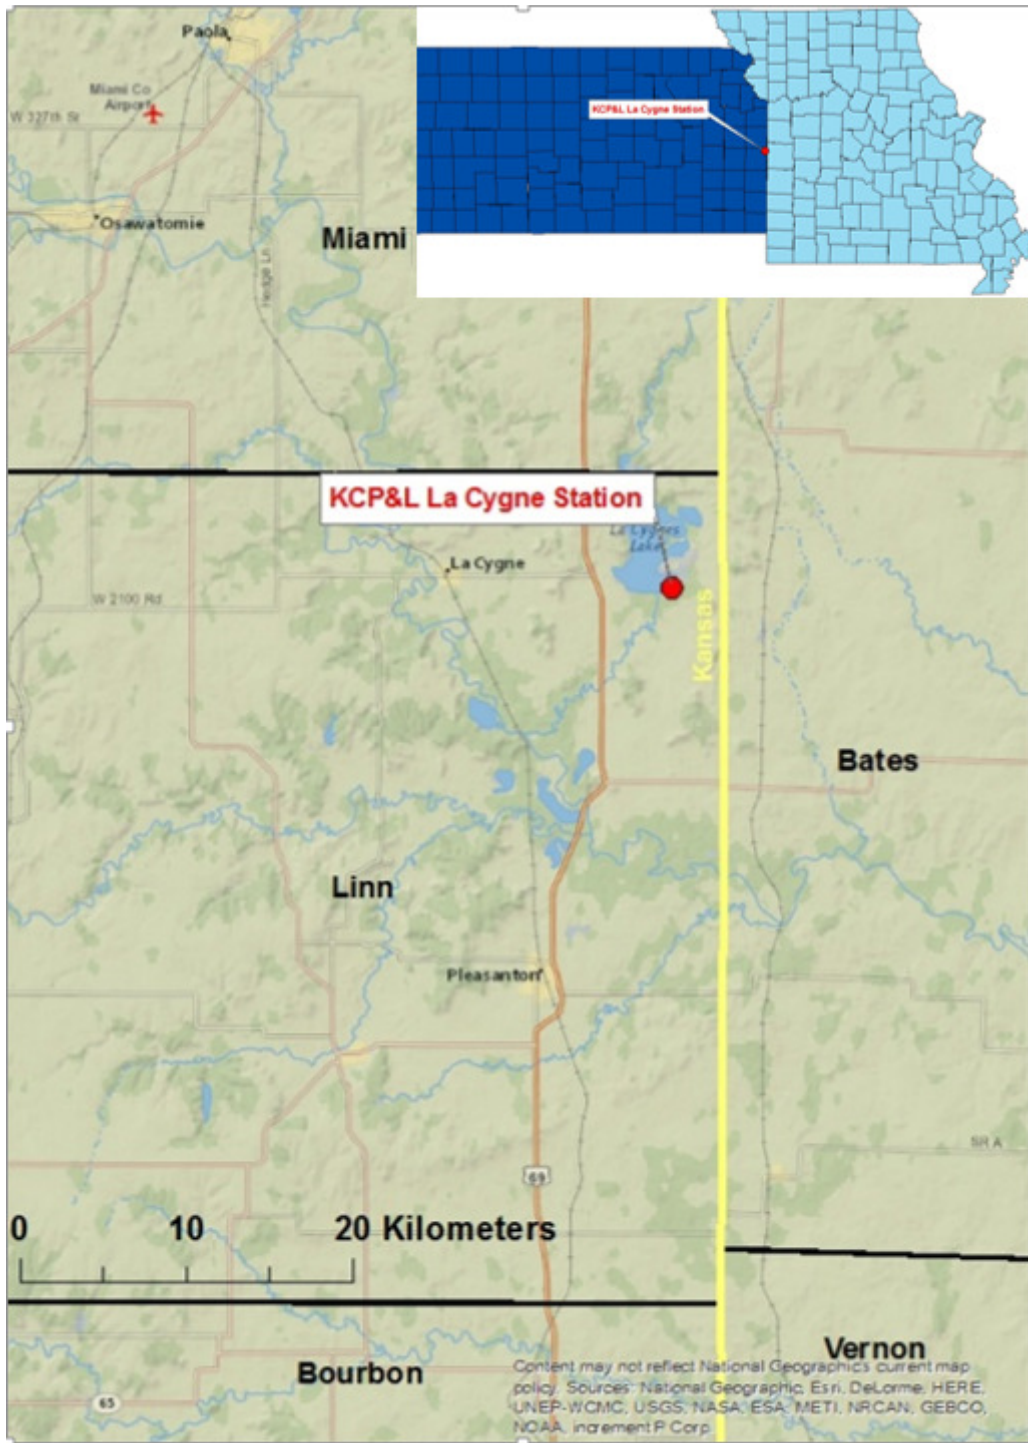 Paola
Miami Co
Airport
W 327th St
KCP&L La Cygne Station
Osawatomie
Miami
Hedge Ln
KCP&L La Cygne Station
La Cygnes
Lake
La Cygne
W 2100 Rd
Kansas
Bates
Linn
Pleasanton
SR A
69
0 10 20 Kilometers
Vernon
Bourbon
65
Content may not reflect National Geographic's current map
policy. Sources: National Geographic, Esri, DeLorme, HERE,
UNEP-WCMC, USGS, NASA, ESA, METI, NRCAN, GEBCO,
NOAA, increment P Corp.